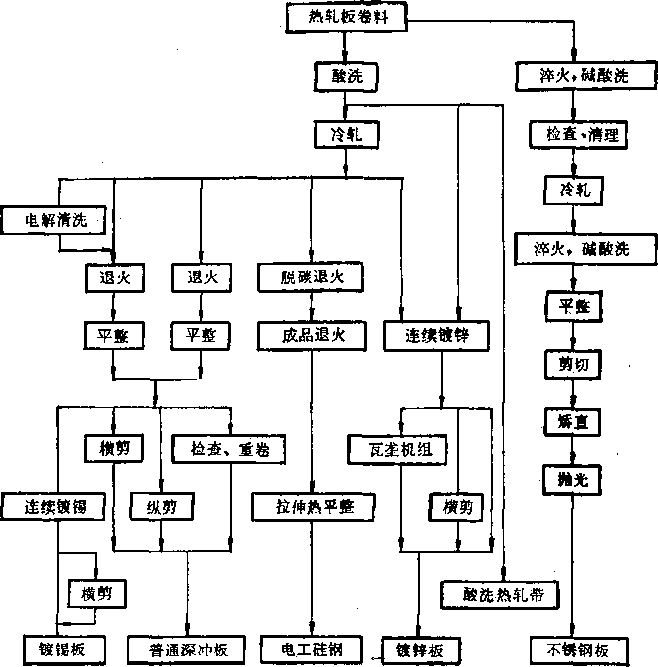 热轧板卷料
酸洗
淬火，碱酸洗
冷轧
检查、清理
冷轧
电解清洗
淬火，碱酸洗
退火
退火
脱碳退火
平整
平整
平整
成品退火
连续镀锌
剪切
矫直
横剪
检查、重卷
瓦垄机组
抛光
连续镀锡
纵剪
拉伸热平整
横剪
横剪
酸洗热轧带
镀锡板
普通深冲板
电工硅钢
镀锌板
不锈钢板